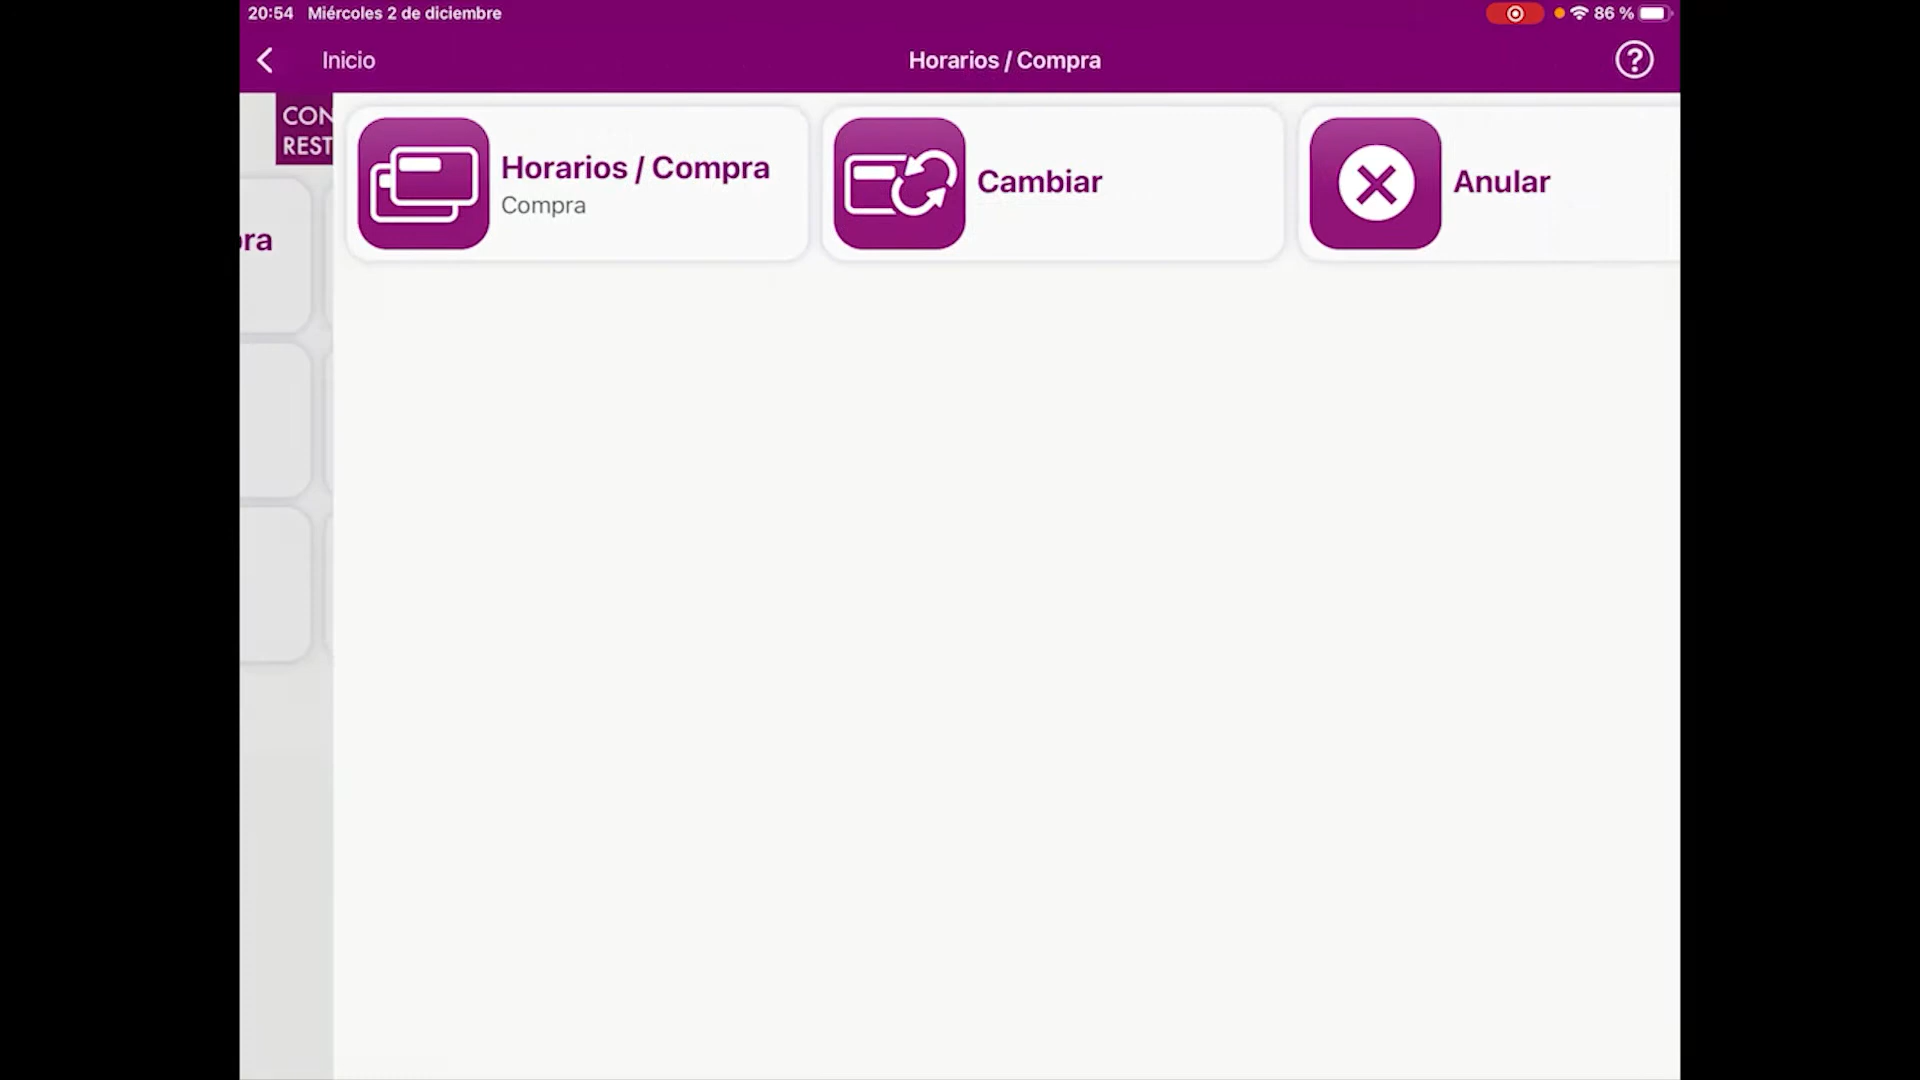 20:54 Miércoles 2 de diciembre
86 %
Inicio
Horarios / Compra
?
CON
REST
Horarios / Compra
Compra
Cambiar
Anular
ra